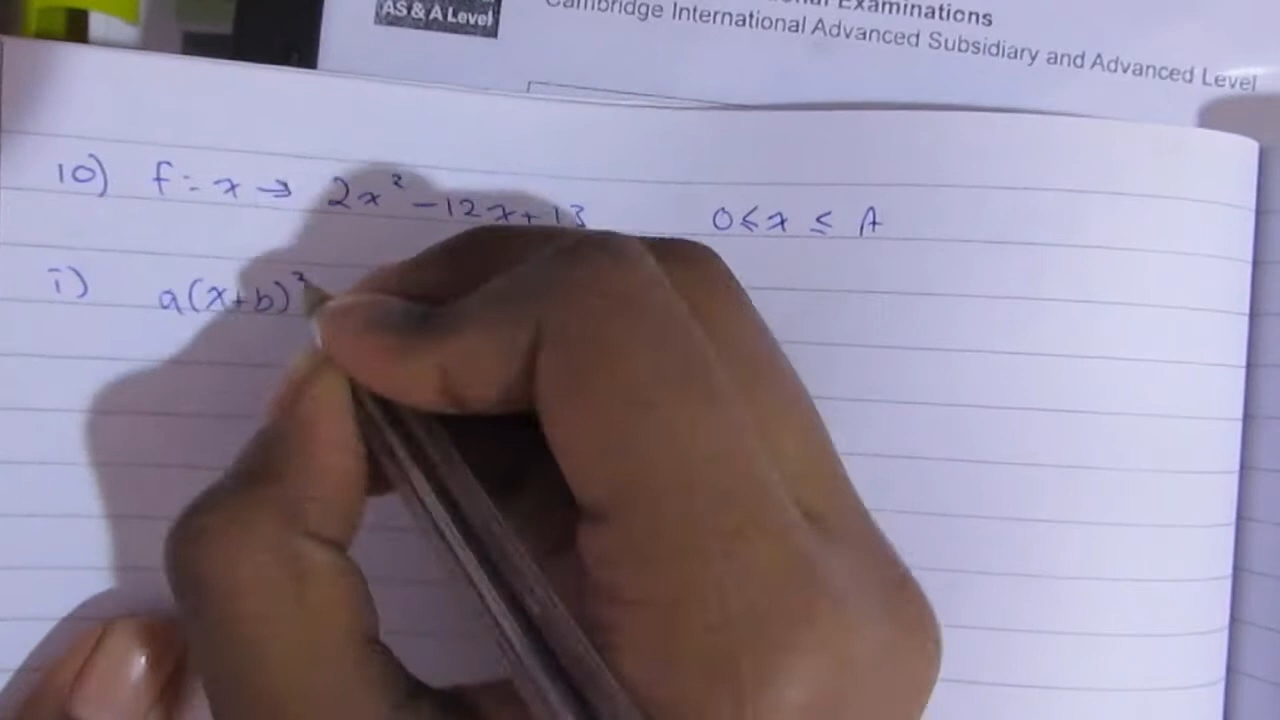 AS & A Level
Examinations
Cambridge International Advanced Subsidiary and Advanced Level
10) f : x → 2x² - 12x + 13 0 ≤ x ≤ A
i) a(x+b)²